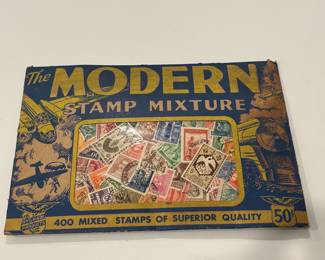 The
MODERN
STAMP MIXTURE
400 MIXED STAMPS OF SUPERIOR QUALITY
50¢